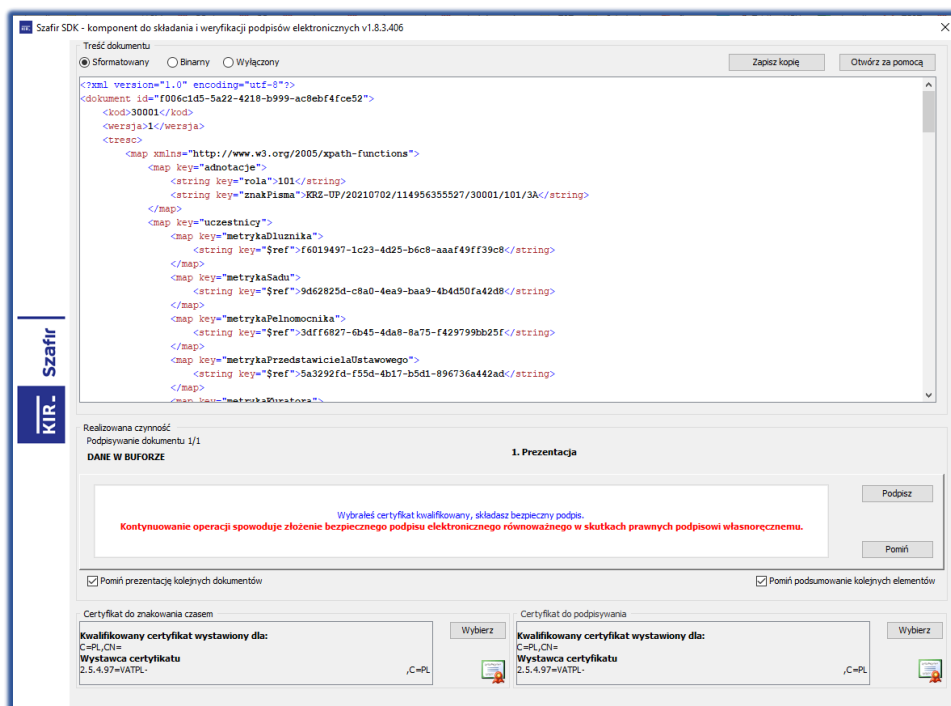 Szafir SDK - komponent do składania i weryfikacji podpisów elektronicznych v1.8.3.406
Treść dokumentu
Sformatowany Binarny Wyłączony Zapisz kopię Otwórz za pomocą
<?xml version="1.0" encoding="utf-8"?>
<dokument id="f006c1d5-5a22-4218-b999-ac8ebf4fce52">
<kod>30001</kod>
<wersja>1</wersja>
<tresc>
<map xmlns="http://www.w3.org/2005/xpath-functions">
<map key="adnotacje">
<string key="rola">101</string>
<string key="znakPisma">KRZ-UP/20210702/114956355527/30001/101/3A</string>
</map>
<map key="uczestnicy">
<map key="metrykaDluznika">
<string key="$ref">f6019497-1c23-4d25-b6c8-aaaf49ff39c8</string>
</map>
<map key="metrykaSadu">
<string key="$ref">9d62825d-c8a0-4ea9-baa9-4b4d50fa42d8</string>
</map>
<map key="metrykaPelnomocnika">
<string key="$ref">3dff6827-6b45-4da8-8a75-f429799bb25f</string>
</map>
<map key="metrykaPrzedstawicielaUstawowego">
<string key="$ref">5a3292fd-f55d-4b17-b5d1-896736a442ad</string>
</map>
<map key="metrykaKuratora">
Szafir
KIR
Realizowana czynność
Podpisywanie dokumentu 1/1
DANE W BUFORZE
1. Prezentacja
Wybrałeś certyfikat kwalifikowany, składasz bezpieczny podpis.
Kontynuowanie operacji spowoduje złożenie bezpiecznego podpisu elektronicznego równoważnego w skutkach prawnych podpisowi własnoręcznemu.
Podpisz
Pomiń
Pomiń prezentację kolejnych dokumentów
Pomiń podsumowanie kolejnych elementów
Certyfikat do znakowania czasem
Kwalifikowany certyfikat wystawiony dla:
C=PL,CN=
Wystawca certyfikatu
2.5.4.97=VATPL- ,C=PL
Wybierz
Certyfikat do podpisywania
Kwalifikowany certyfikat wystawiony dla:
C=PL,CN=
Wystawca certyfikatu
2.5.4.97=VATPL- ,C=PL
Wybierz